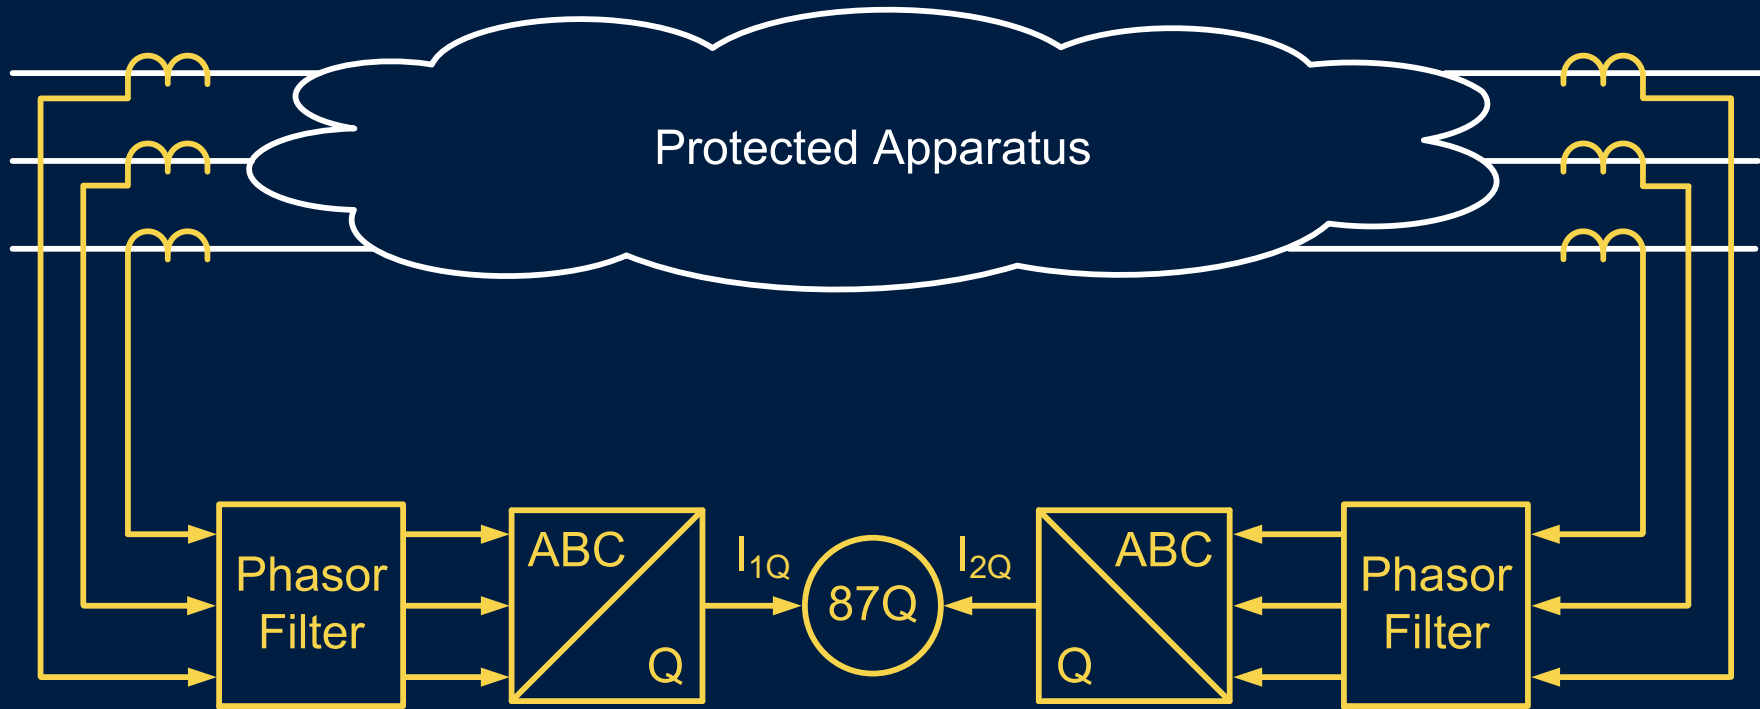 Protected Apparatus
Phasor
Filter
ABC
Q
I1Q
87Q
I2Q
ABC
Q
Phasor
Filter